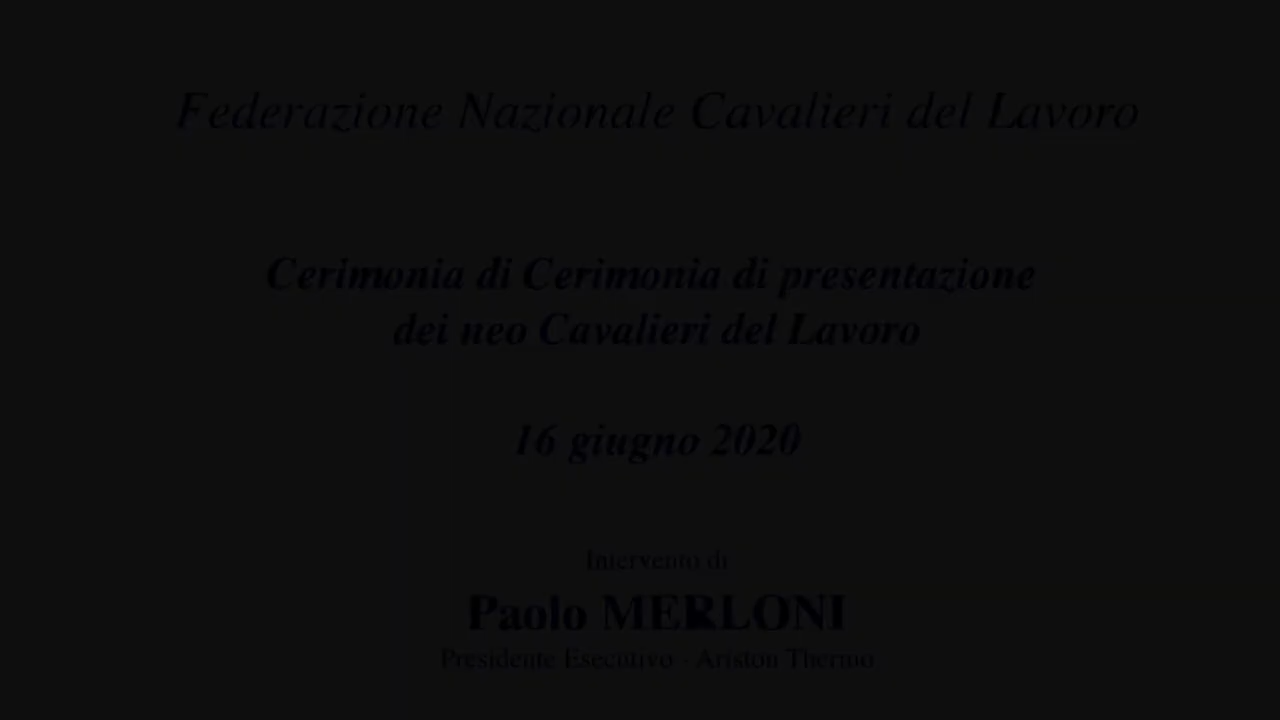 Federazione Nazionale Cavalieri del Lavoro
Cerimonia di Cerimonia di presentazione
dei neo Cavalieri del Lavoro
16 giugno 2020
Intervento di
Paolo MERLONI
Presidente Esecutivo - Ariston Thermo